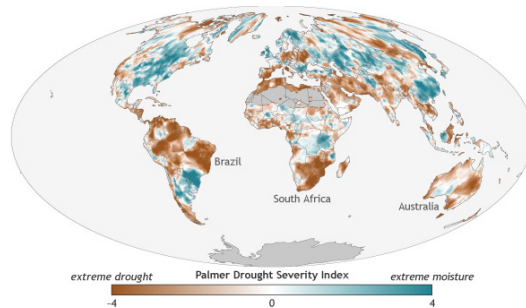 Brazil
South Africa
Australia
extreme drought Palmer Drought Severity Index extreme moisture
-4 0 4